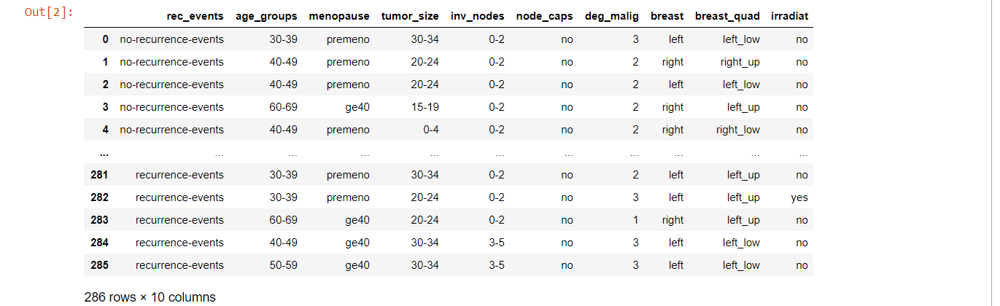 Out[2]:
rec_events age_groups menopause tumor_size inv_nodes node_caps deg_malig breast breast_quad irradiat
0 no-recurrence-events 30-39 premeno 30-34 0-2 no 3 left left_low no
1 no-recurrence-events 40-49 premeno 20-24 0-2 no 2 right right_up no
2 no-recurrence-events 40-49 premeno 20-24 0-2 no 2 left left_low no
3 no-recurrence-events 60-69 ge40 15-19 0-2 no 2 right left_up no
4 no-recurrence-events 40-49 premeno 0-4 0-2 no 2 right right_low no
... ... ... ... ... ... ... ... ... ... ...
281 recurrence-events 30-39 premeno 30-34 0-2 no 2 left left_up no
282 recurrence-events 30-39 premeno 20-24 0-2 no 3 left left_up yes
283 recurrence-events 60-69 ge40 20-24 0-2 no 1 right left_up no
284 recurrence-events 40-49 ge40 30-34 3-5 no 3 left left_low no
285 recurrence-events 50-59 ge40 30-34 3-5 no 3 left left_low no
286 rows × 10 columns